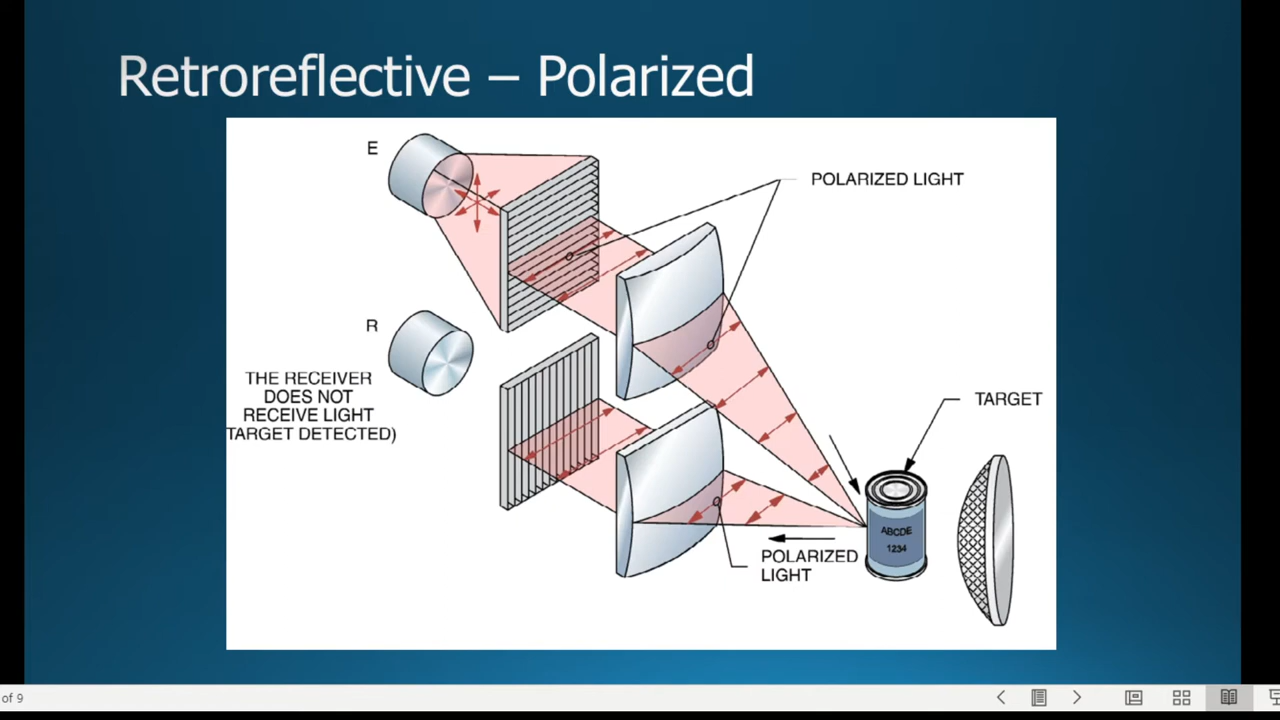 Retroreflective – Polarized
E
POLARIZED LIGHT
R
THE RECEIVER
DOES NOT
RECEIVE LIGHT
TARGET DETECTED)
TARGET
ABCDE
1234
POLARIZED
LIGHT
of 9